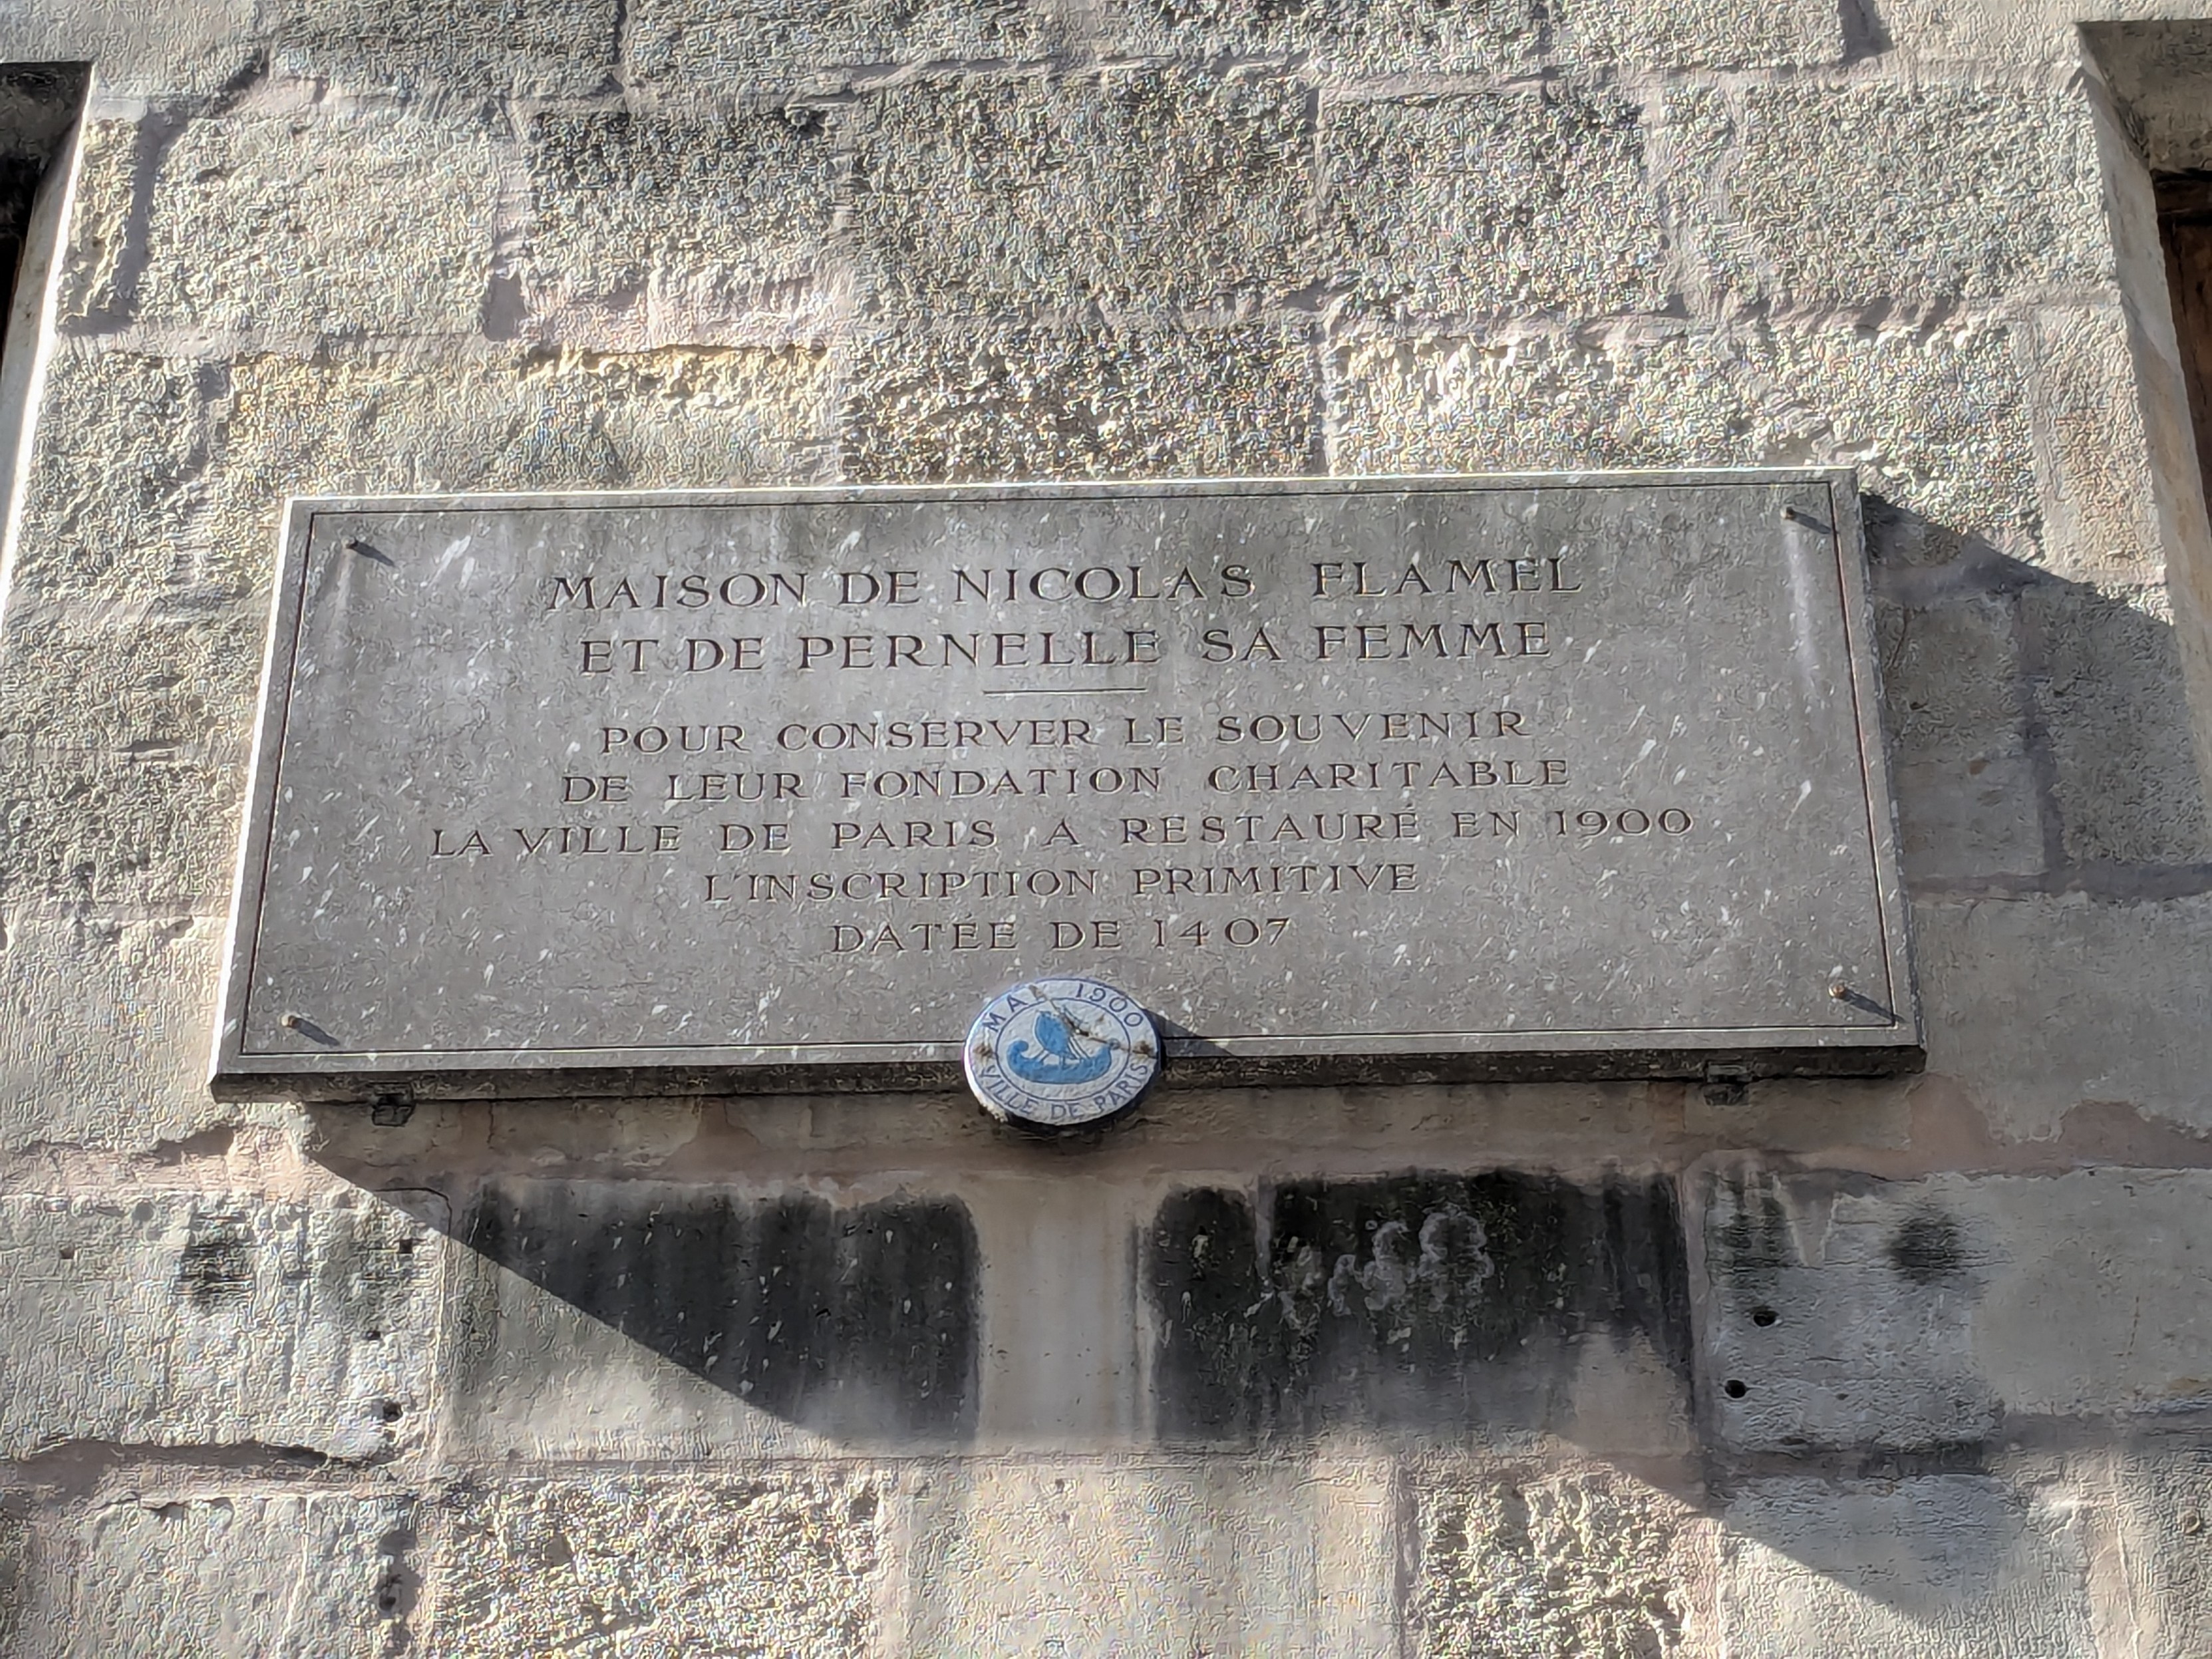 MAISON DE NICOLAS FLAMEL
ET DE PERNELLE SA FEMME
POUR CONSERVER LE SOUVENIR
DE LEUR FONDATION CHARITABLE
LA VILLE DE PARIS A RESTAURÉ EN 1900
L'INSCRIPTION PRIMITIVE
DATÉE DE 1407
MAI 1900
VILLE DE PARIS